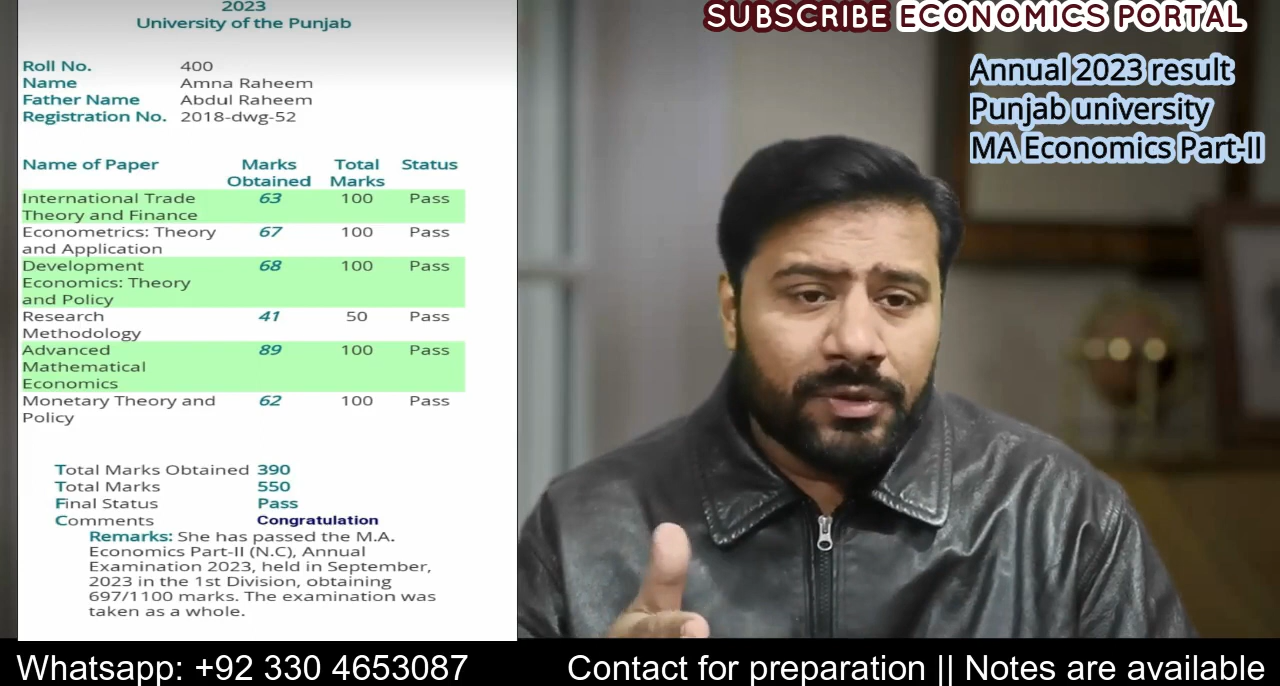 2023
University of the Punjab
Roll No. 400
Name Amna Raheem
Father Name Abdul Raheem
Registration No. 2018-dwg-52
Name of Paper Marks Obtained Total Marks Status
International Trade Theory and Finance 63 100 Pass
Econometrics: Theory and Application 67 100 Pass
Development Economics: Theory and Policy 68 100 Pass
Research Methodology 41 50 Pass
Advanced Mathematical Economics 89 100 Pass
Monetary Theory and Policy 62 100 Pass
Total Marks Obtained 390
Total Marks 550
Final Status Pass
Comments Congratulation
Remarks: She has passed the M.A.
Economics Part-II (N.C), Annual
Examination 2023, held in September,
2023 in the 1st Division, obtaining
697/1100 marks. The examination was
taken as a whole.
SUBSCRIBE ECONOMICS PORTAL
Annual 2023 result
Punjab university
MA Economics Part-II
Whatsapp: +92 330 4653087
Contact for preparation || Notes are available